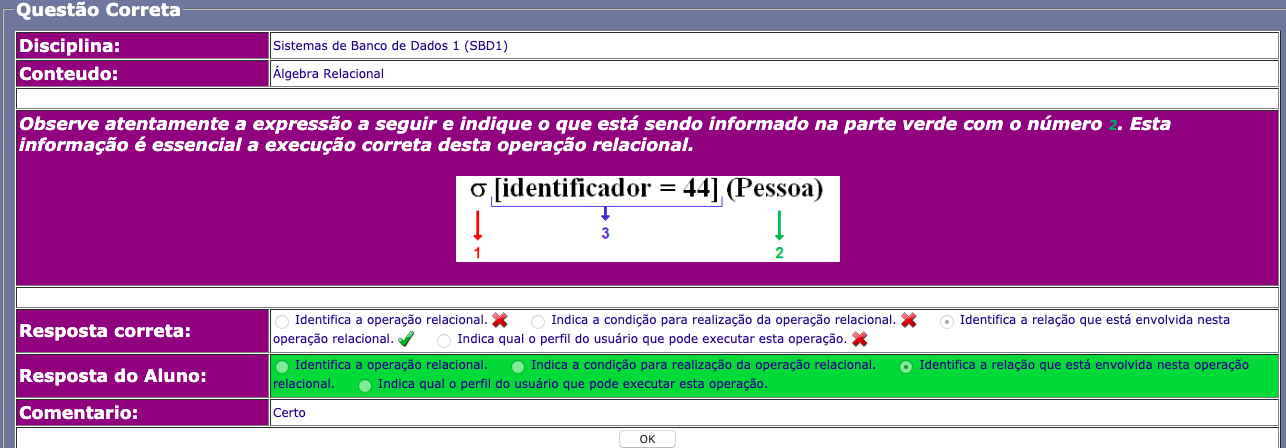 Questão Correta
Disciplina: Sistemas de Banco de Dados 1 (SBD1)
Conteudo: Álgebra Relacional
Observe atentamente a expressão a seguir e indique o que está sendo informado na parte verde com o número 2. Esta
informação é essencial a execução correta desta operação relacional.
σ [identificador = 44] (Pessoa)
3
1 2
Resposta correta: Identifica a operação relacional. Indica a condição para realização da operação relacional. Identifica a relação que está envolvida nesta
operação relacional. Indica qual o perfil do usuário que pode executar esta operação.
Resposta do Aluno: Identifica a operação relacional. Indica a condição para realização da operação relacional. Identifica a relação que está envolvida nesta operação
relacional. Indica qual o perfil do usuário que pode executar esta operação.
Comentario: Certo
OK